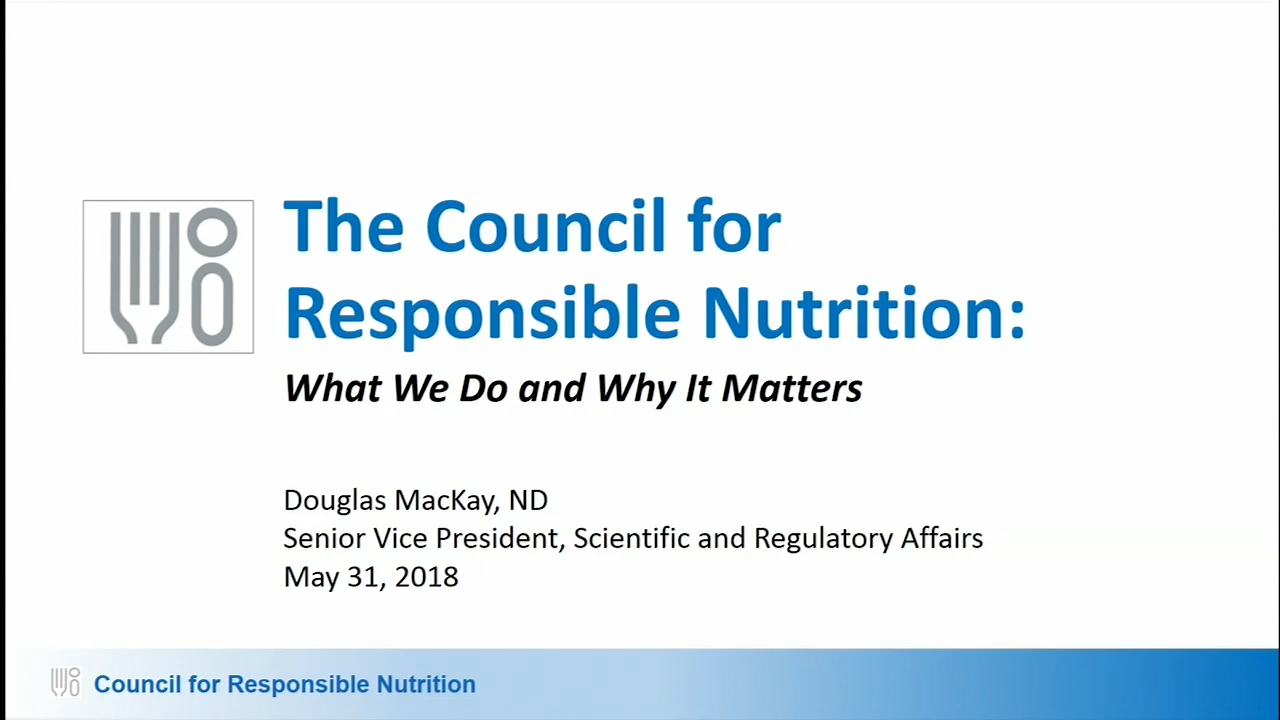 The Council for
Responsible Nutrition:
What We Do and Why It Matters
Douglas MacKay, ND
Senior Vice President, Scientific and Regulatory Affairs
May 31, 2018
Council for Responsible Nutrition